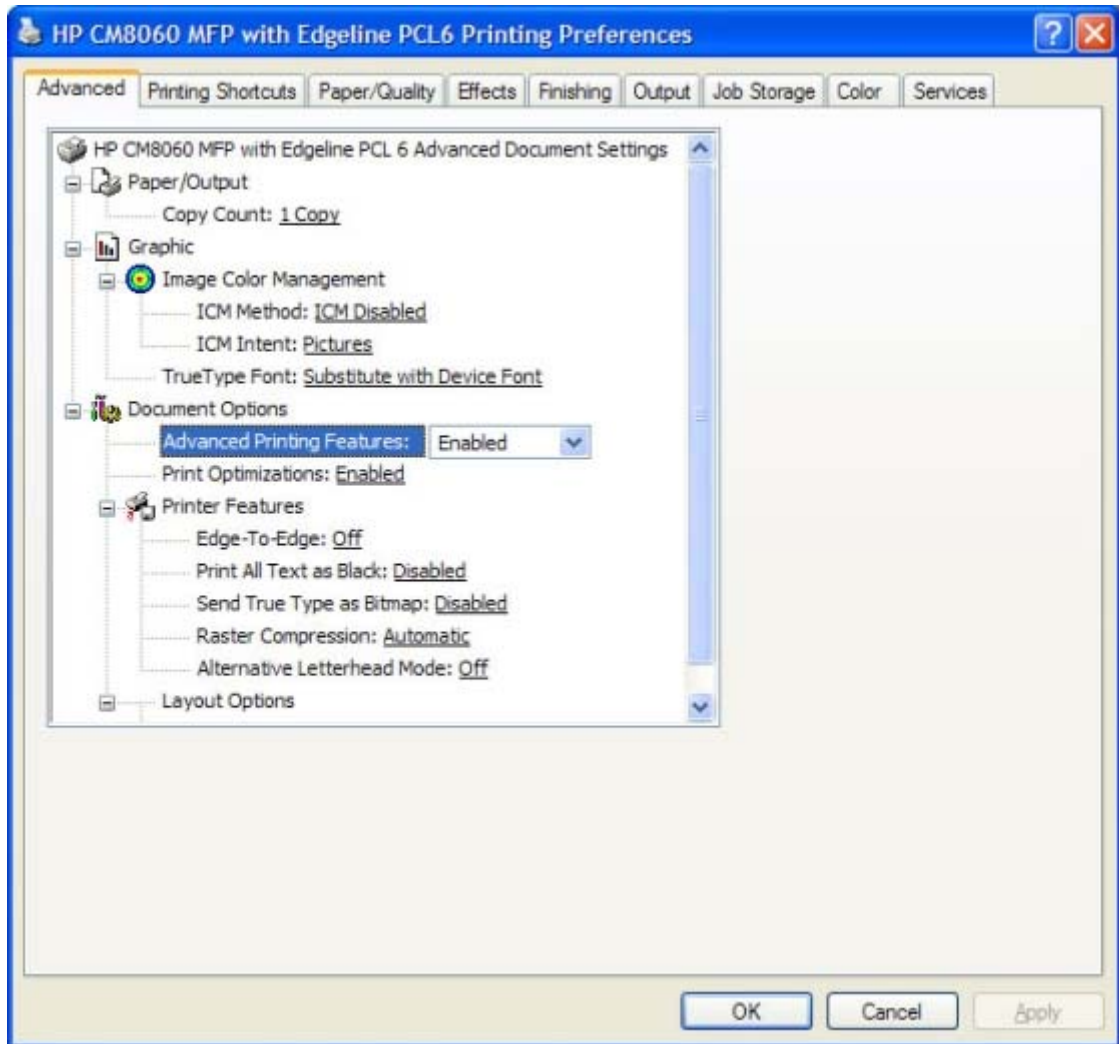 HP CM8060 MFP with Edgeline PCL6 Printing Preferences
Advanced Printing Shortcuts Paper/Quality Effects Finishing Output Job Storage Color Services
HP CM8060 MFP with Edgeline PCL 6 Advanced Document Settings
Paper/Output
Copy Count: 1 Copy
Graphic
Image Color Management
ICM Method: ICM Disabled
ICM Intent: Pictures
TrueType Font: Substitute with Device Font
Document Options
Advanced Printing Features: Enabled
Print Optimizations: Enabled
Printer Features
Edge-To-Edge: Off
Print All Text as Black: Disabled
Send True Type as Bitmap: Disabled
Raster Compression: Automatic
Alternative Letterhead Mode: Off
Layout Options
OK Cancel Apply